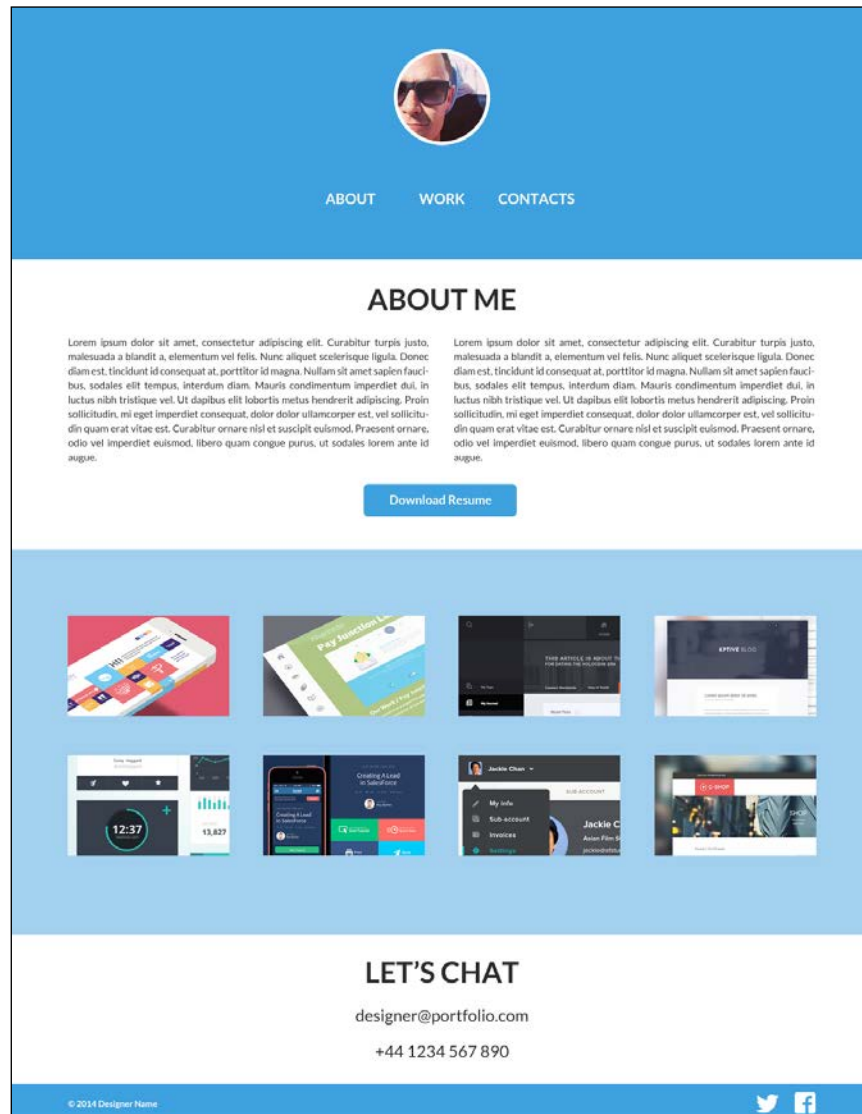 ABOUT WORK CONTACTS
ABOUT ME
Lorem ipsum dolor sit amet, consectetur adipiscing elit. Curabitur turpis justo,
malesuada a blandit a, elementum vel felis. Nunc aliquet scelerisque ligula. Donec
diam est, tincidunt id consequat at, porttitor id magna. Nullam sit amet sapien fauci-
bus, sodales elit tempus, interdum diam. Mauris condimentum imperdiet dui, in
luctus nibh tristique vel. Ut dapibus elit lobortis metus hendrerit adipiscing. Proin
sollicitudin, mi eget imperdiet consequat, dolor dolor ullamcorper est, vel sollicitu-
din quam erat vitae est. Curabitur ornare nisl et suscipit euismod. Praesent ornare,
odio vel imperdiet euismod, libero quam congue purus, ut sodales lorem ante id
augue.
Lorem ipsum dolor sit amet, consectetur adipiscing elit. Curabitur turpis justo,
malesuada a blandit a, elementum vel felis. Nunc aliquet scelerisque ligula. Donec
diam est, tincidunt id consequat at, porttitor id magna. Nullam sit amet sapien fauci-
bus, sodales elit tempus, interdum diam. Mauris condimentum imperdiet dui, in
luctus nibh tristique vel. Ut dapibus elit lobortis metus hendrerit adipiscing. Proin
sollicitudin, mi eget imperdiet consequat, dolor dolor ullamcorper est, vel sollicitu-
din quam erat vitae est. Curabitur ornare nisl et suscipit euismod. Praesent ornare,
odio vel imperdiet euismod, libero quam congue purus, ut sodales lorem ante id
augue.
Download Resume
Pay Junction
THIS ARTICLE IS ABOUT
KPTIVE BLOG
12:37
13,827
Creating A Lead
in SalesForce
Creating A Lead
in SalesForce
Jackie Chan
SUB-ACCOUNT
My info
Sub account
Invoices
Settings
Jackie C
Asian Film
G-SHOP
SHOP
LET'S CHAT
designer@portfolio.com
+44 1234 567 890
© 2014 Designer Name